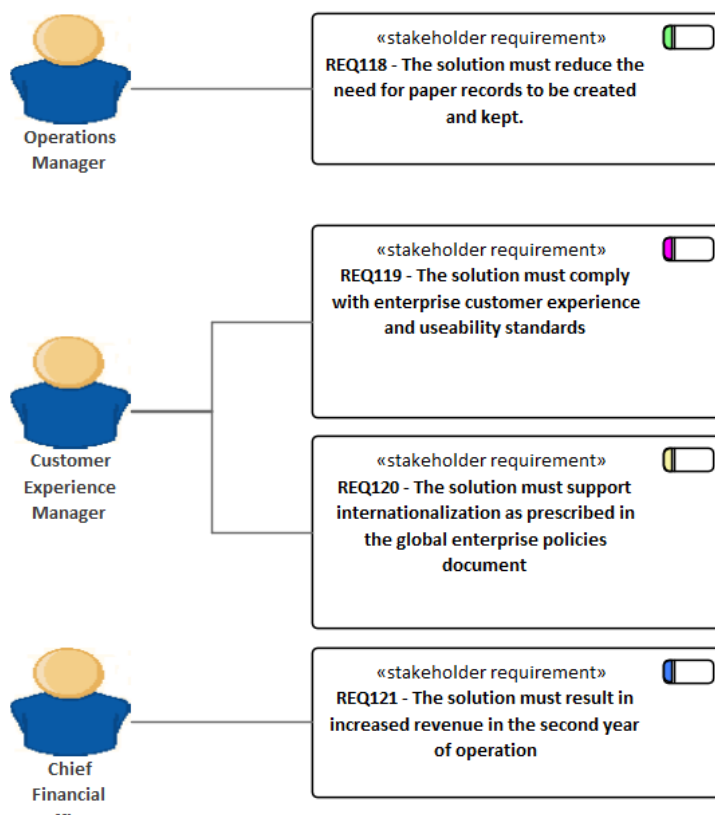 Operations
Manager
«stakeholder requirement»
REQ118 - The solution must reduce the
need for paper records to be created
and kept.
Customer
Experience
Manager
«stakeholder requirement»
REQ119 - The solution must comply
with enterprise customer experience
and useability standards
«stakeholder requirement»
REQ120 - The solution must support
internationalization as prescribed in
the global enterprise policies
document
Chief
Financial
«stakeholder requirement»
REQ121 - The solution must result in
increased revenue in the second year
of operation